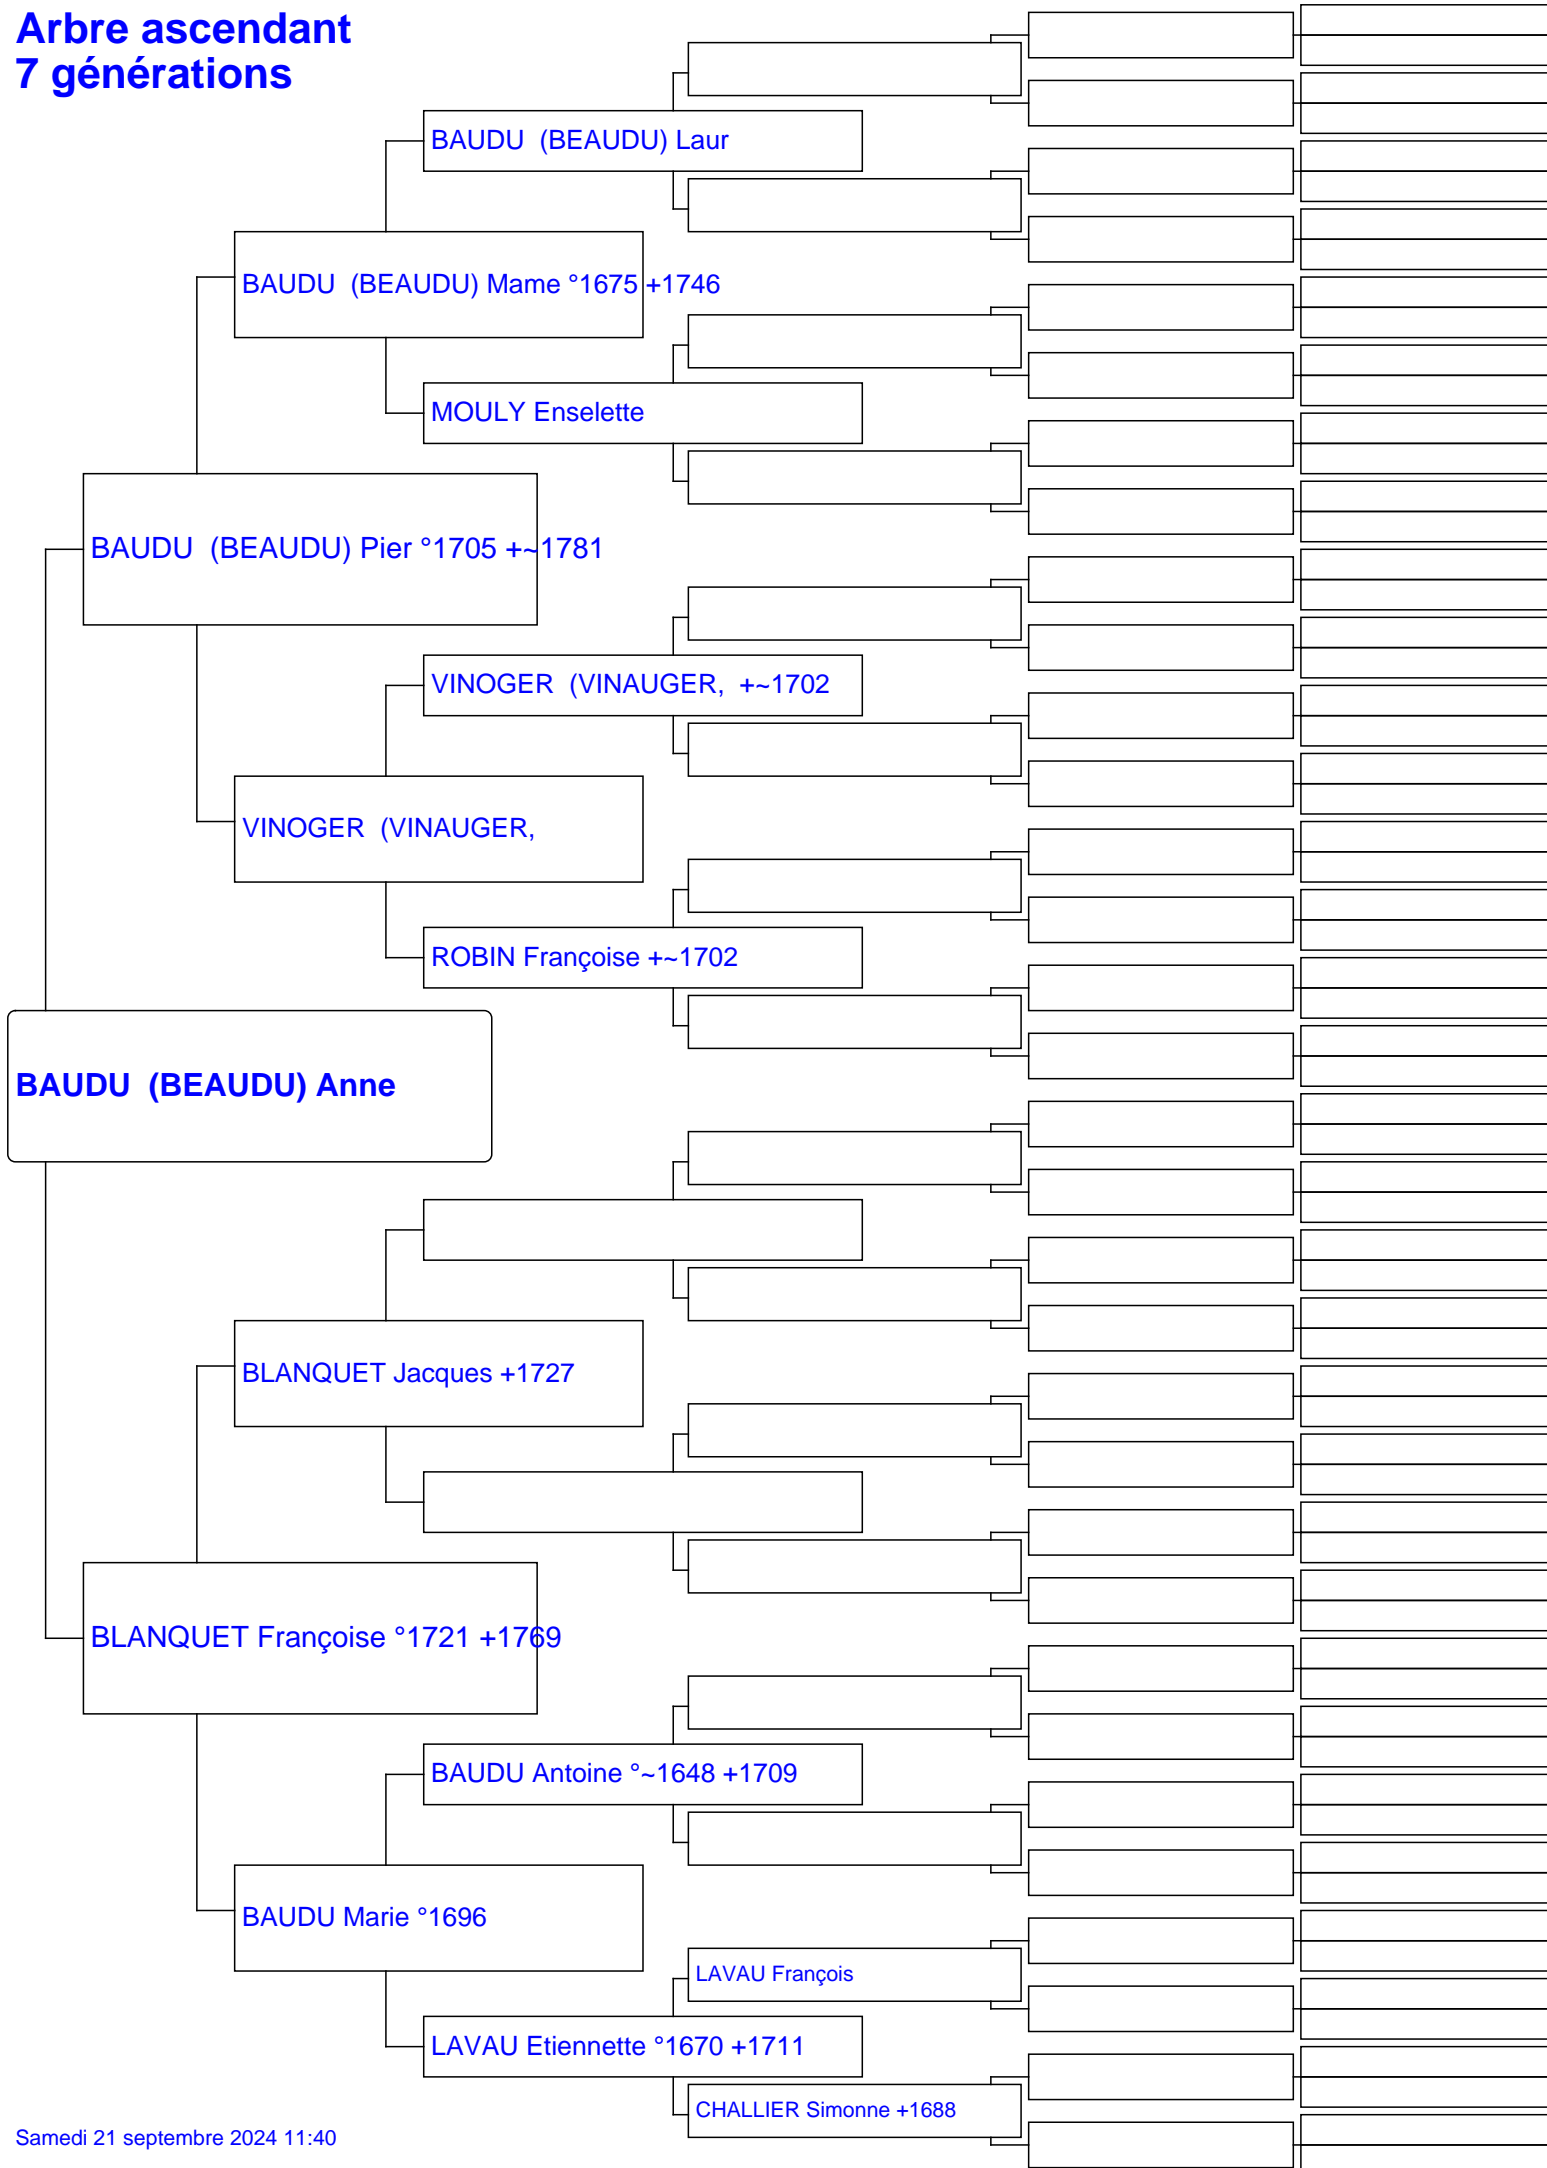 Arbre ascendant
7 générations
BAUDU (BEAUDU) Laur
BAUDU (BEAUDU) Mame °1675 +1746
MOULY Enselette
BAUDU (BEAUDU) Pier °1705 +~1781
VINOGER (VINAUGER, +~1702
VINOGER (VINAUGER,
ROBIN Françoise +~1702
BAUDU (BEAUDU) Anne
BLANQUET Jacques +1727
BLANQUET Françoise °1721 +1769
BAUDU Antoine °~1648 +1709
BAUDU Marie °1696
LAVAU François
LAVAU Etiennette °1670 +1711
CHALLIER Simonne +1688
Samedi 21 septembre 2024 11:40